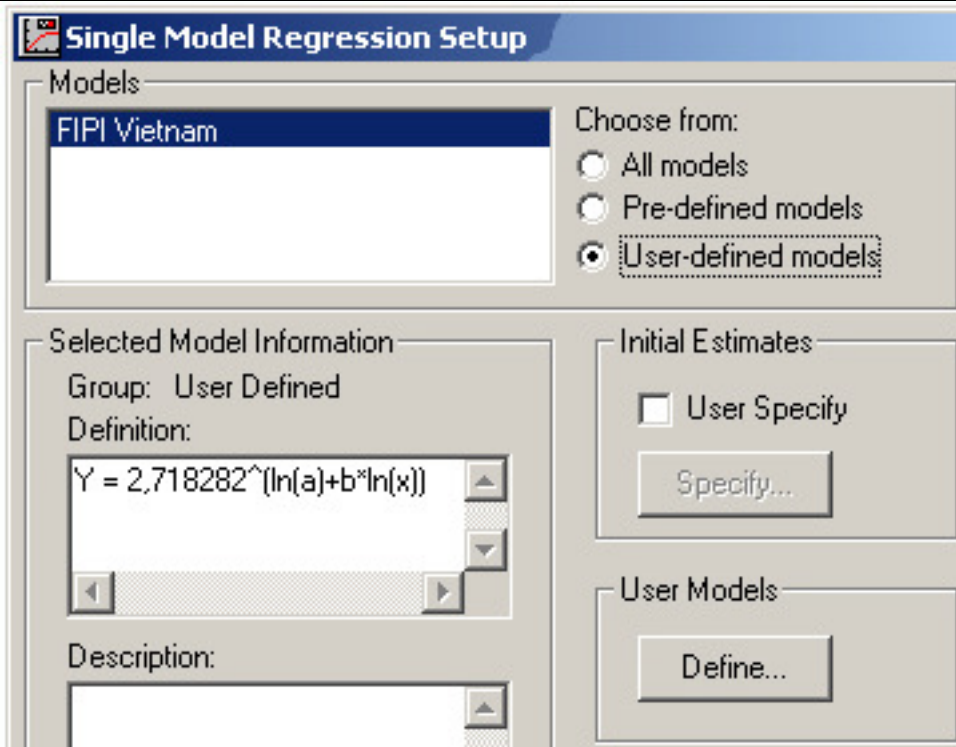 Single Model Regression Setup
Models
FIPI Vietnam
Choose from:
All models
Pre-defined models
User-defined models
Selected Model Information
Group: User Defined
Definition:
Y = 2,718282^(ln(a)+b*ln(x))
Description:
Initial Estimates
User Specify
Specify...
User Models
Define...